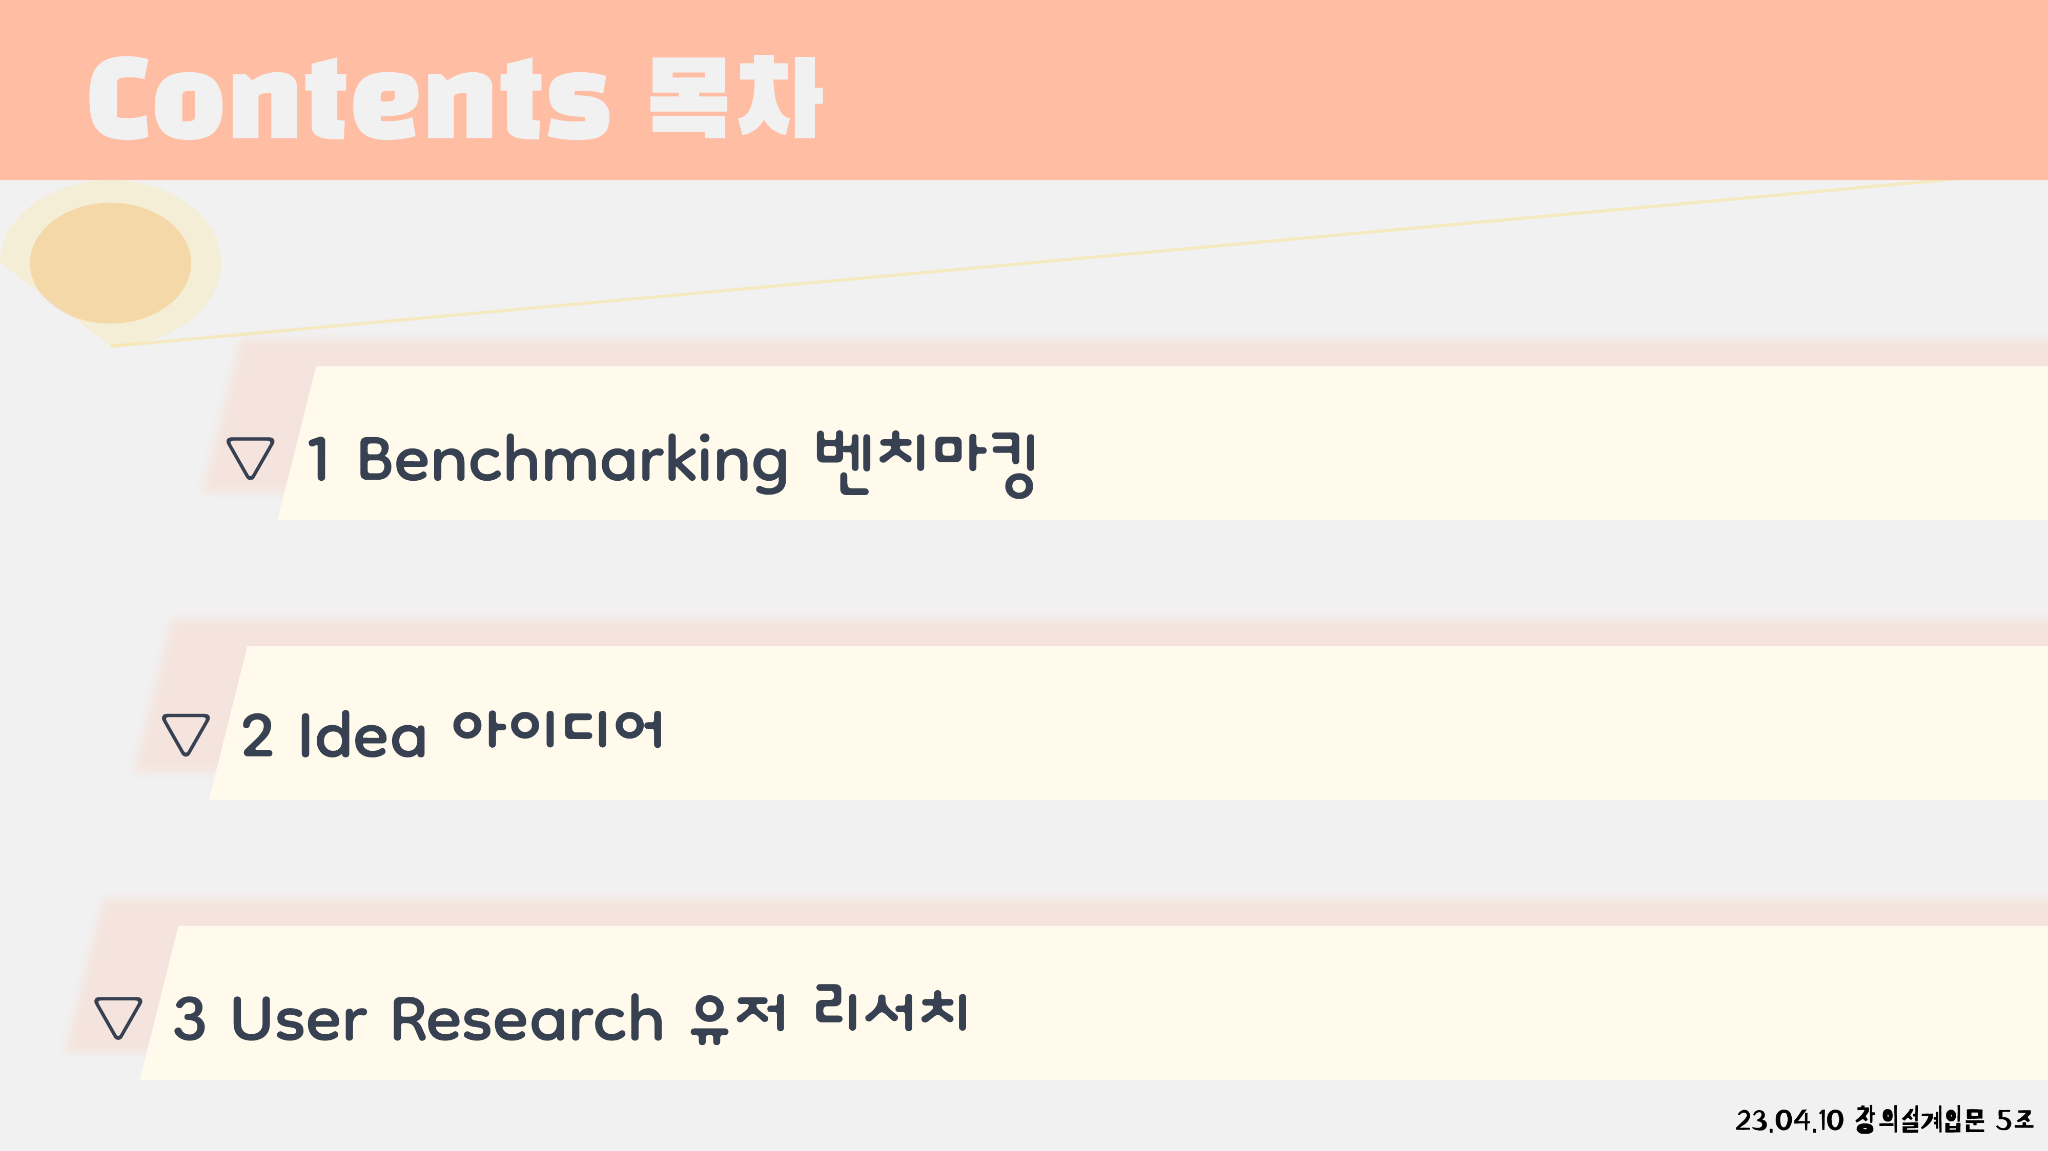 Contents 목차
1 Benchmarking 벤치마킹
2 Idea 아이디어
3 User Research 유저 리서치
23.04.10 창의설계입문 5조